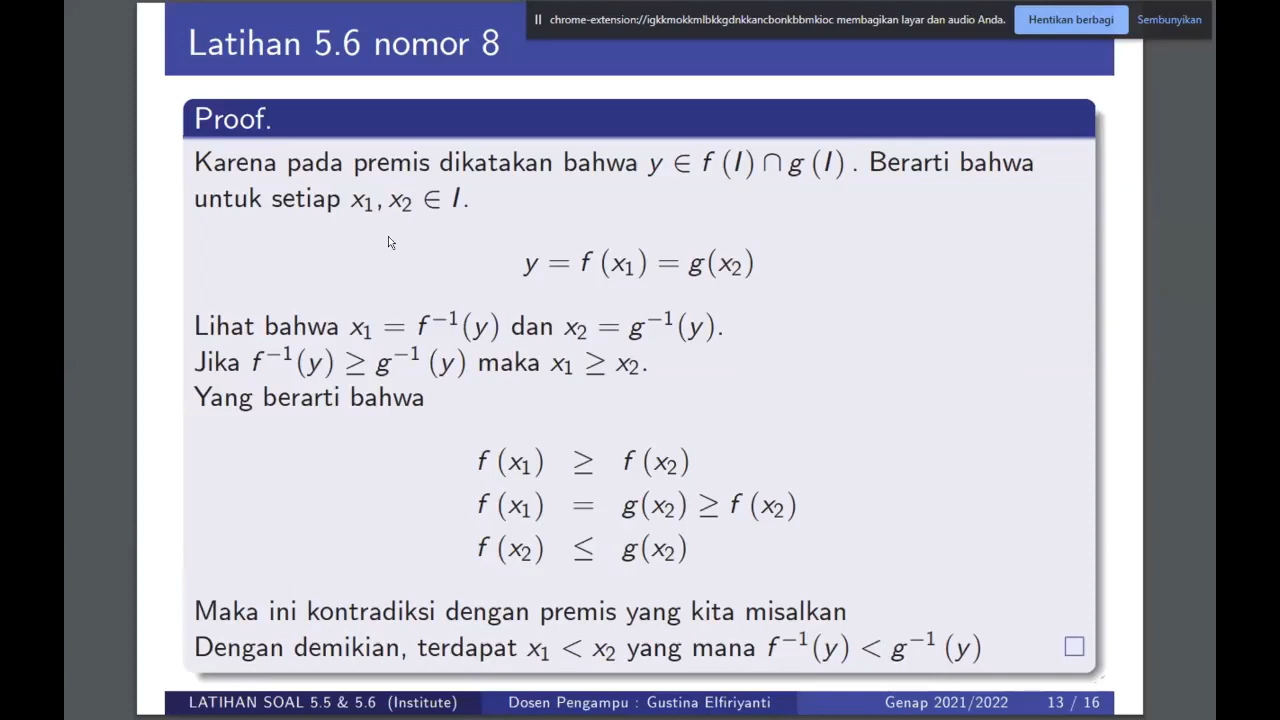 chrome-extension://igkkmokkmlbkkgdnkkancbonkbbmkioc membagikan layar dan audio Anda.
Hentikan berbagi
Sembunyikan
Latihan 5.6 nomor 8
Proof.
Karena pada premis dikatakan bahwa y ∈ f (I) ∩ g (I) . Berarti bahwa
untuk setiap x₁, x₂ ∈ I.
y = f (x₁) = g(x₂)
Lihat bahwa x₁ = f⁻¹(y) dan x₂ = g⁻¹(y).
Jika f⁻¹(y) ≥ g⁻¹ (y) maka x₁ ≥ x₂.
Yang berarti bahwa
f (x₁) ≥ f (x₂)
f (x₁) = g(x₂) ≥ f (x₂)
f (x₂) ≤ g(x₂)
Maka ini kontradiksi dengan premis yang kita misalkan
Dengan demikian, terdapat x₁ < x₂ yang mana f⁻¹(y) < g⁻¹ (y)
LATIHAN SOAL 5.5 & 5.6 (Institute)
Dosen Pengampu : Gustina Elfiriyanti
Genap 2021/2022
13 / 16